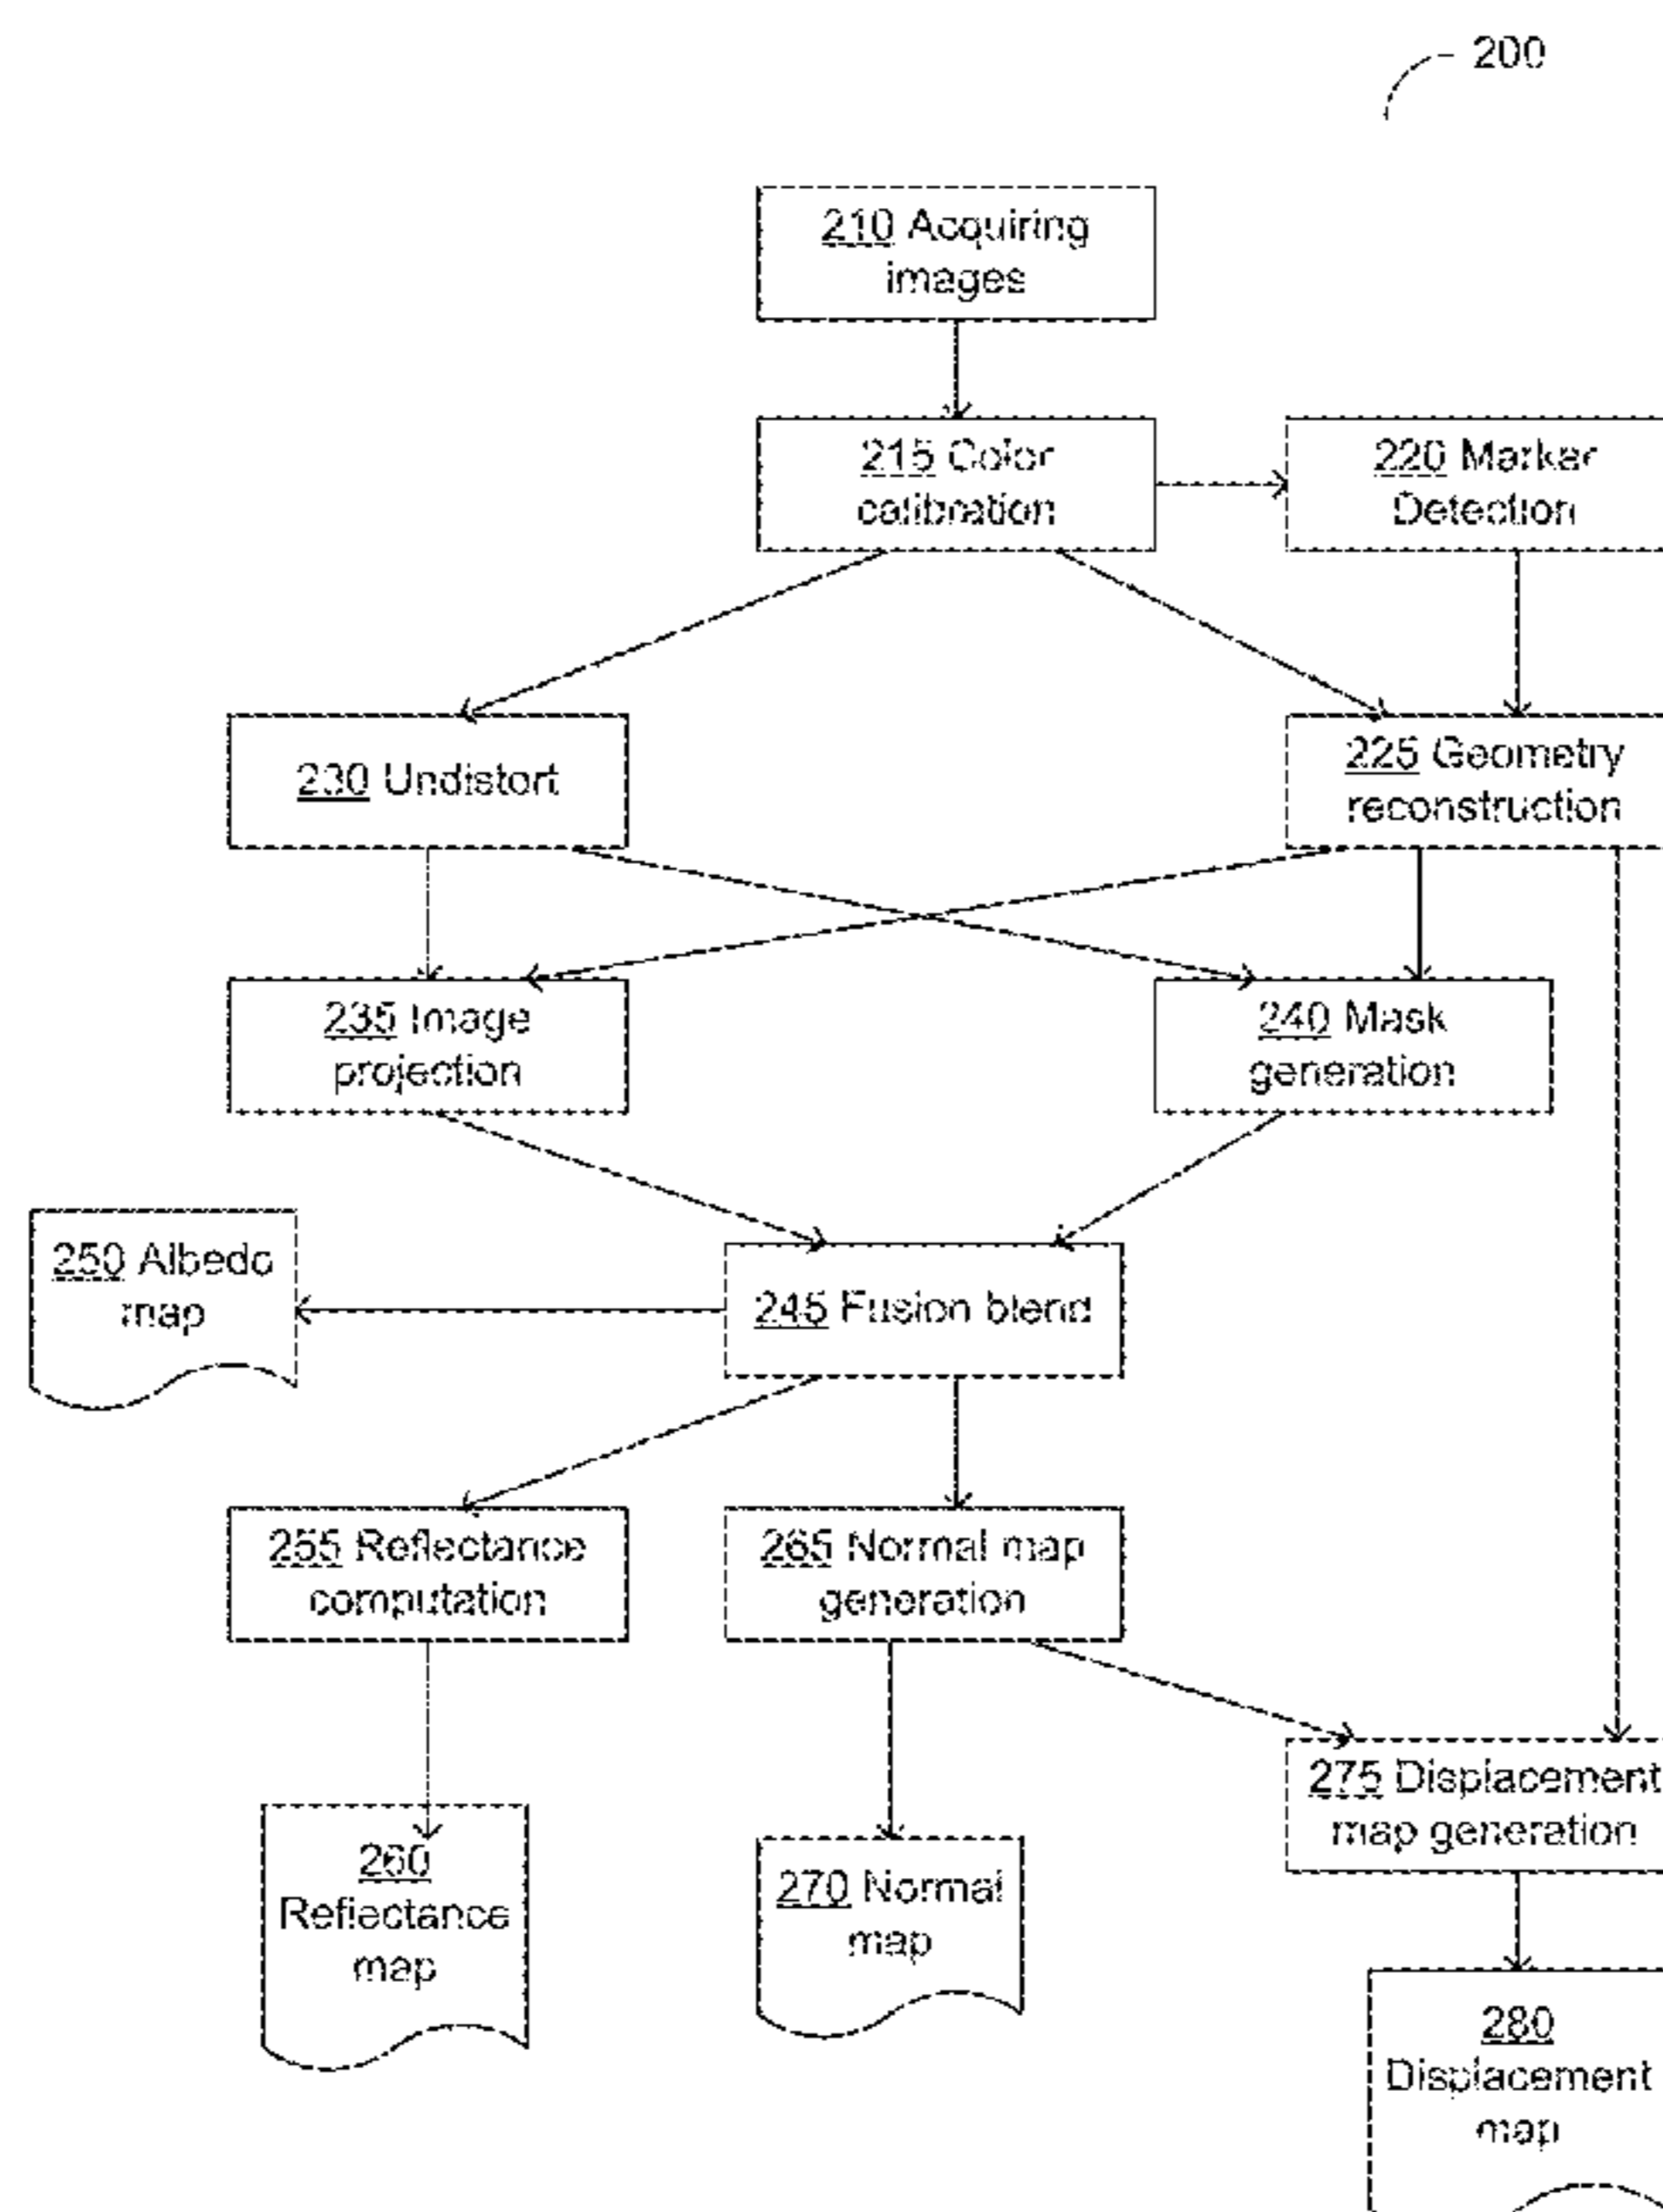 200
210 Acquiring
images
215 Color
calibration
220 Marker
Detection
230 Undistort
225 Geometry
reconstruction
235 Image
projection
240 Mask
generation
250 Albedo
map
245 Fusion blend
255 Reflectance
computation
265 Normal map
generation
275 Displacement
map generation
260
Reflectance
map
270 Normal
map
280
Displacement
map